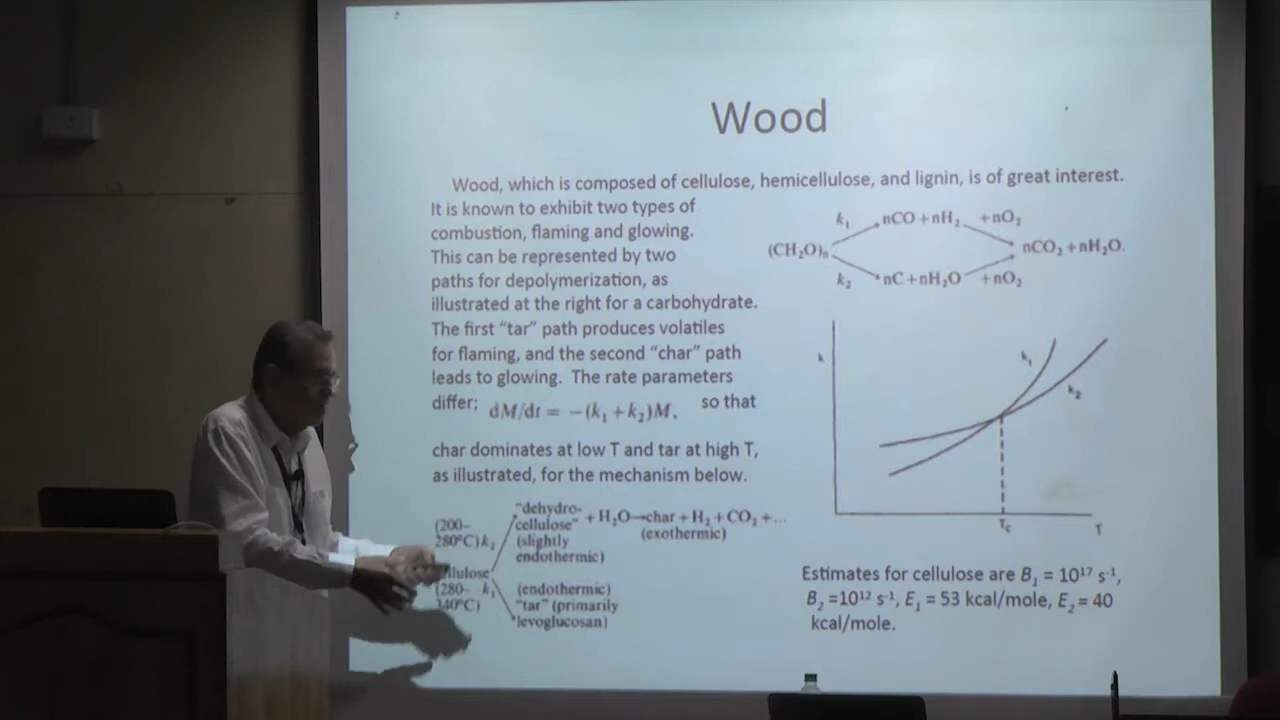 Wood
Wood, which is composed of cellulose, hemicellulose, and lignin, is of great interest.
It is known to exhibit two types of
combustion, flaming and glowing.
This can be represented by two
paths for depolymerization, as
illustrated at the right for a carbohydrate.
The first “tar” path produces volatiles
for flaming, and the second “char” path
leads to glowing. The rate parameters
differ; dM/dt = −(k₁+k₂)M, so that
char dominates at low T and tar at high T,
as illustrated, for the mechanism below.
k₁ nCO+nH₂ +nO₂
(CH₂O)ₙ nCO₂+nH₂O.
k₂ nC+nH₂O +nO₂
k k₁
k₂
T꜀ T
"dehydro-
(200– cellulose" + H₂O→char+H₂+CO₂+...
280°C)k₂ (slightly (exothermic)
endothermic)
(280– k₁ (endothermic)
"tar" (primarily
levoglucosan)
Estimates for cellulose are B₁ = 10¹⁷ s⁻¹,
B₂ =10¹² s⁻¹, E₁ = 53 kcal/mole, E₂ = 40
kcal/mole.